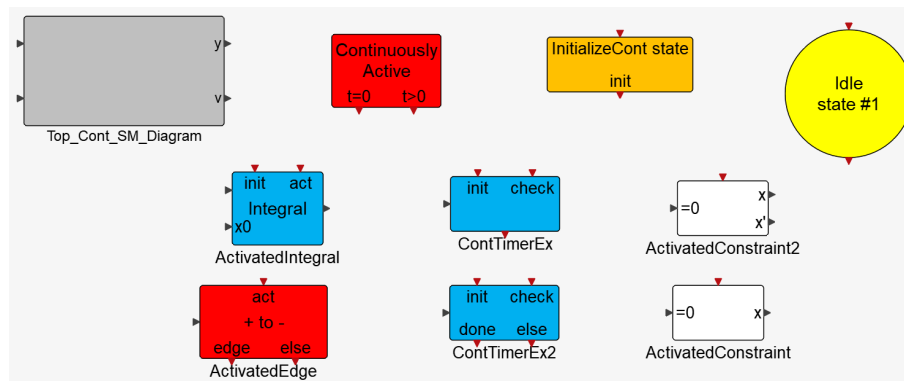 y
v
Top_Cont_SM_Diagram
Continuously
Active
t=0 t>0
InitializeCont state
init
Idle
state #1
init act
Integral
x0
ActivatedIntegral
init check
ContTimerEx
=0 x
x'
ActivatedConstraint2
act
+ to -
edge else
ActivatedEdge
init check
done else
ContTimerEx2
=0 x
ActivatedConstraint